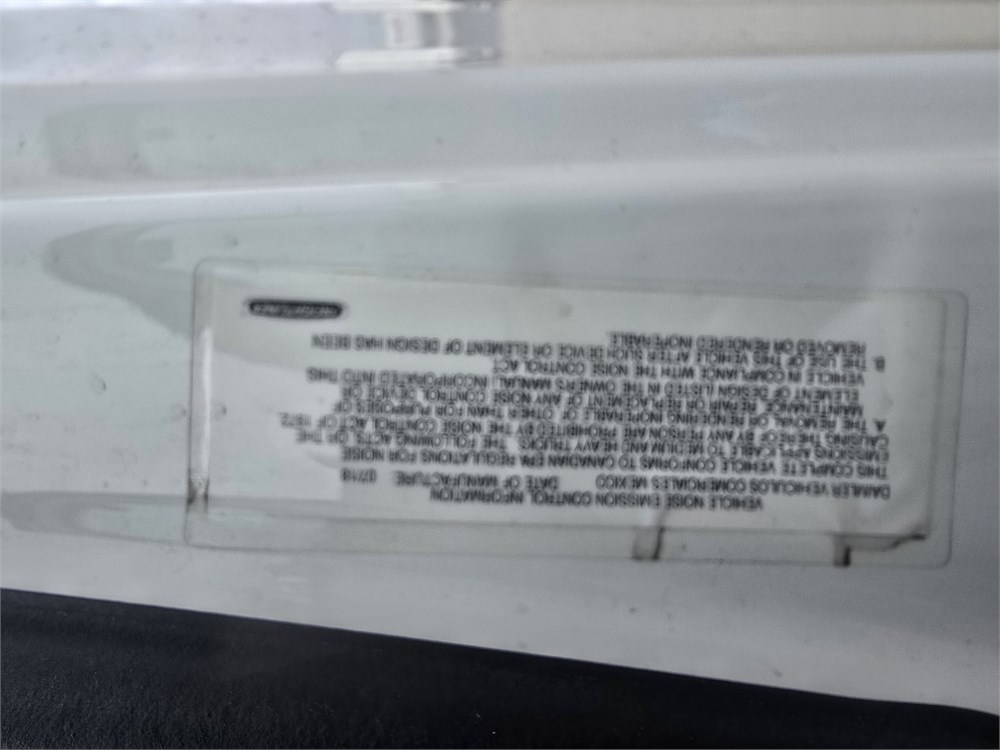 VEHICLE NOISE EMISSION CONTROL INFORMATION
DAIMLER VEHICULOS COMERCIALES MEXICO DATE OF MANUFACTURE: 07/18
THIS COMPLETE VEHICLE CONFORMS TO CANADIAN EPA REGULATIONS FOR NOISE
EMISSIONS APPLICABLE TO MEDIUM AND HEAVY TRUCKS. THE FOLLOWING ACTS, OR THE
CAUSING THEREOF BY ANY PERSON ARE PROHIBITED BY THE NOISE CONTROL ACT OF 1972.
A. THE REMOVAL, OR RENDERING INOPERABLE OF, OTHER THAN FOR PURPOSES OF
MAINTENANCE, REPAIR, OR REPLACEMENT OF ANY NOISE CONTROL, DEVICE OR
ELEMENT OF DESIGN (LISTED IN THE OWNER'S MANUAL) INCORPORATED INTO THIS
VEHICLE IN COMPLIANCE WITH THE NOISE CONTROL ACT.
B. THE USE OF THIS VEHICLE AFTER SUCH DEVICE OR ELEMENT OF DESIGN HAS BEEN
REMOVED OR RENDERED INOPERABLE.